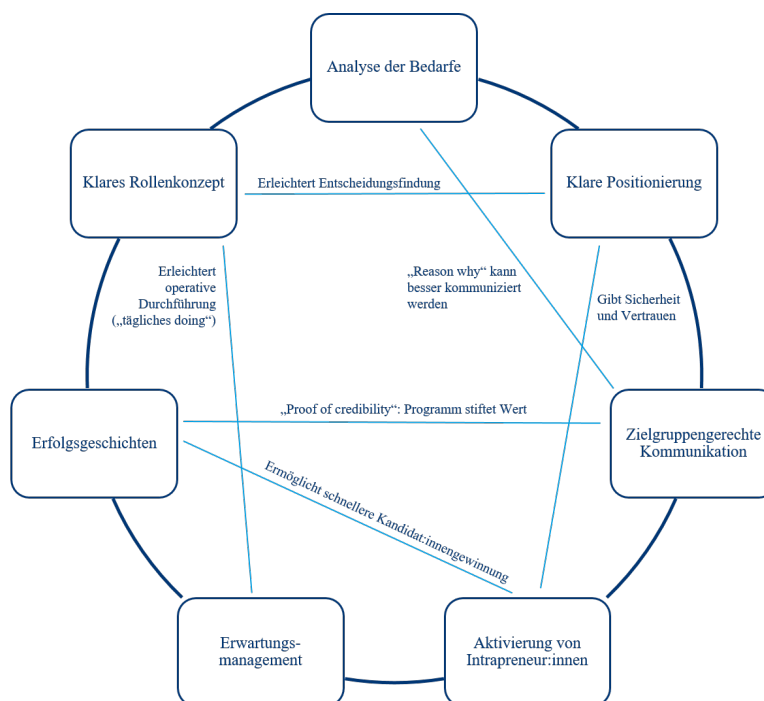 Analyse der Bedarfe
Klares Rollenkonzept
Erleichtert Entscheidungsfindung
Klare Positionierung
Erleichtert
operative
Durchführung
(„tägliches doing“)
„Reason why“ kann
besser kommuniziert
werden
Gibt Sicherheit
und Vertrauen
Erfolgsgeschichten
„Proof of credibility“: Programm stiftet Wert
Zielgruppengerechte
Kommunikation
Ermöglicht schnellere Kandidat:innengewinnung
Erwartungs-
management
Aktivierung von
Intrapreneur:innen